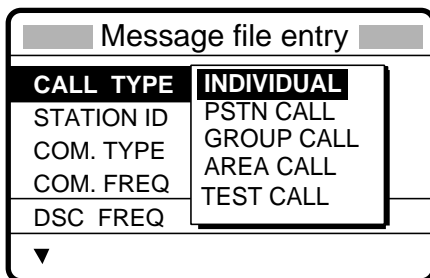 Message file entry
CALL TYPE
STATION ID
COM. TYPE
COM. FREQ
DSC FREQ
INDIVIDUAL
PSTN CALL
GROUP CALL
AREA CALL
TEST CALL
▼